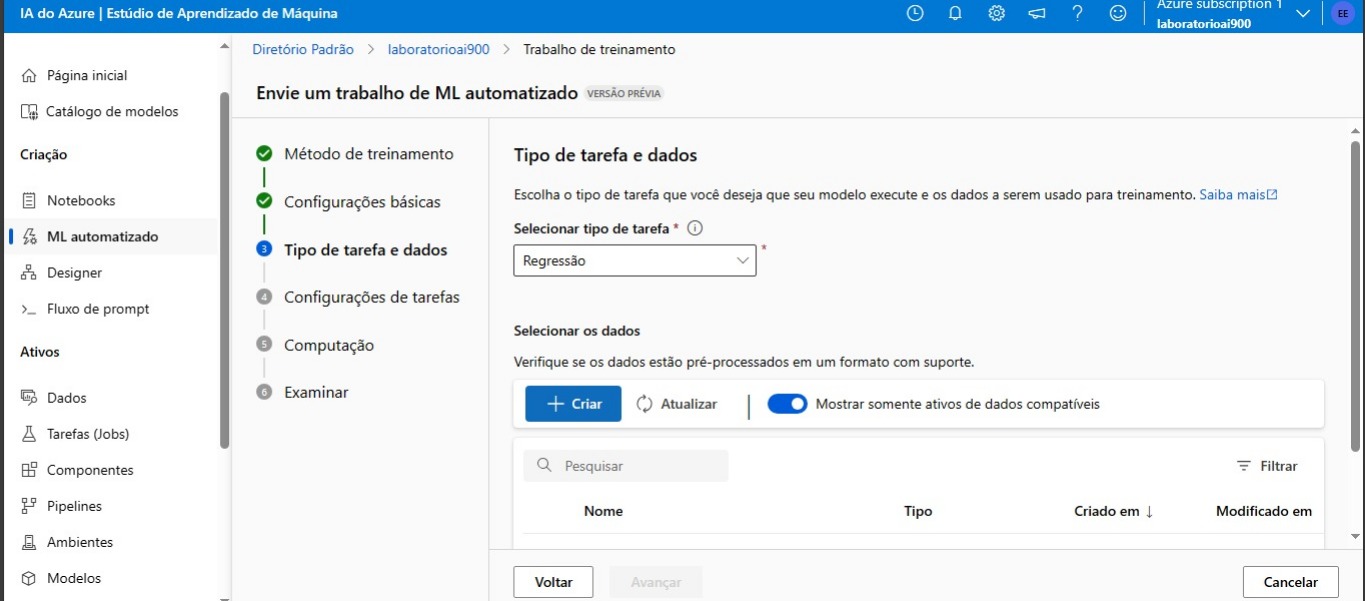 IA do Azure | Estúdio de Aprendizado de Máquina
Azure subscription 1
laboratorioai900
EE
Página inicial
Catálogo de modelos
Criação
Notebooks
ML automatizado
Designer
Fluxo de prompt
Ativos
Dados
Tarefas (Jobs)
Componentes
Pipelines
Ambientes
Modelos
Diretório Padrão > laboratorioai900 > Trabalho de treinamento
Envie um trabalho de ML automatizado VERSÃO PRÉVIA
Método de treinamento
Configurações básicas
3 Tipo de tarefa e dados
4 Configurações de tarefas
5 Computação
6 Examinar
Tipo de tarefa e dados
Escolha o tipo de tarefa que você deseja que seu modelo execute e os dados a serem usado para treinamento. Saiba mais
Selecionar tipo de tarefa *
Regressão *
Selecionar os dados
Verifique se os dados estão pré-processados em um formato com suporte.
+ Criar Atualizar | Mostrar somente ativos de dados compatíveis
Pesquisar Filtrar
Nome Tipo Criado em ↓ Modificado em
Voltar Avançar Cancelar